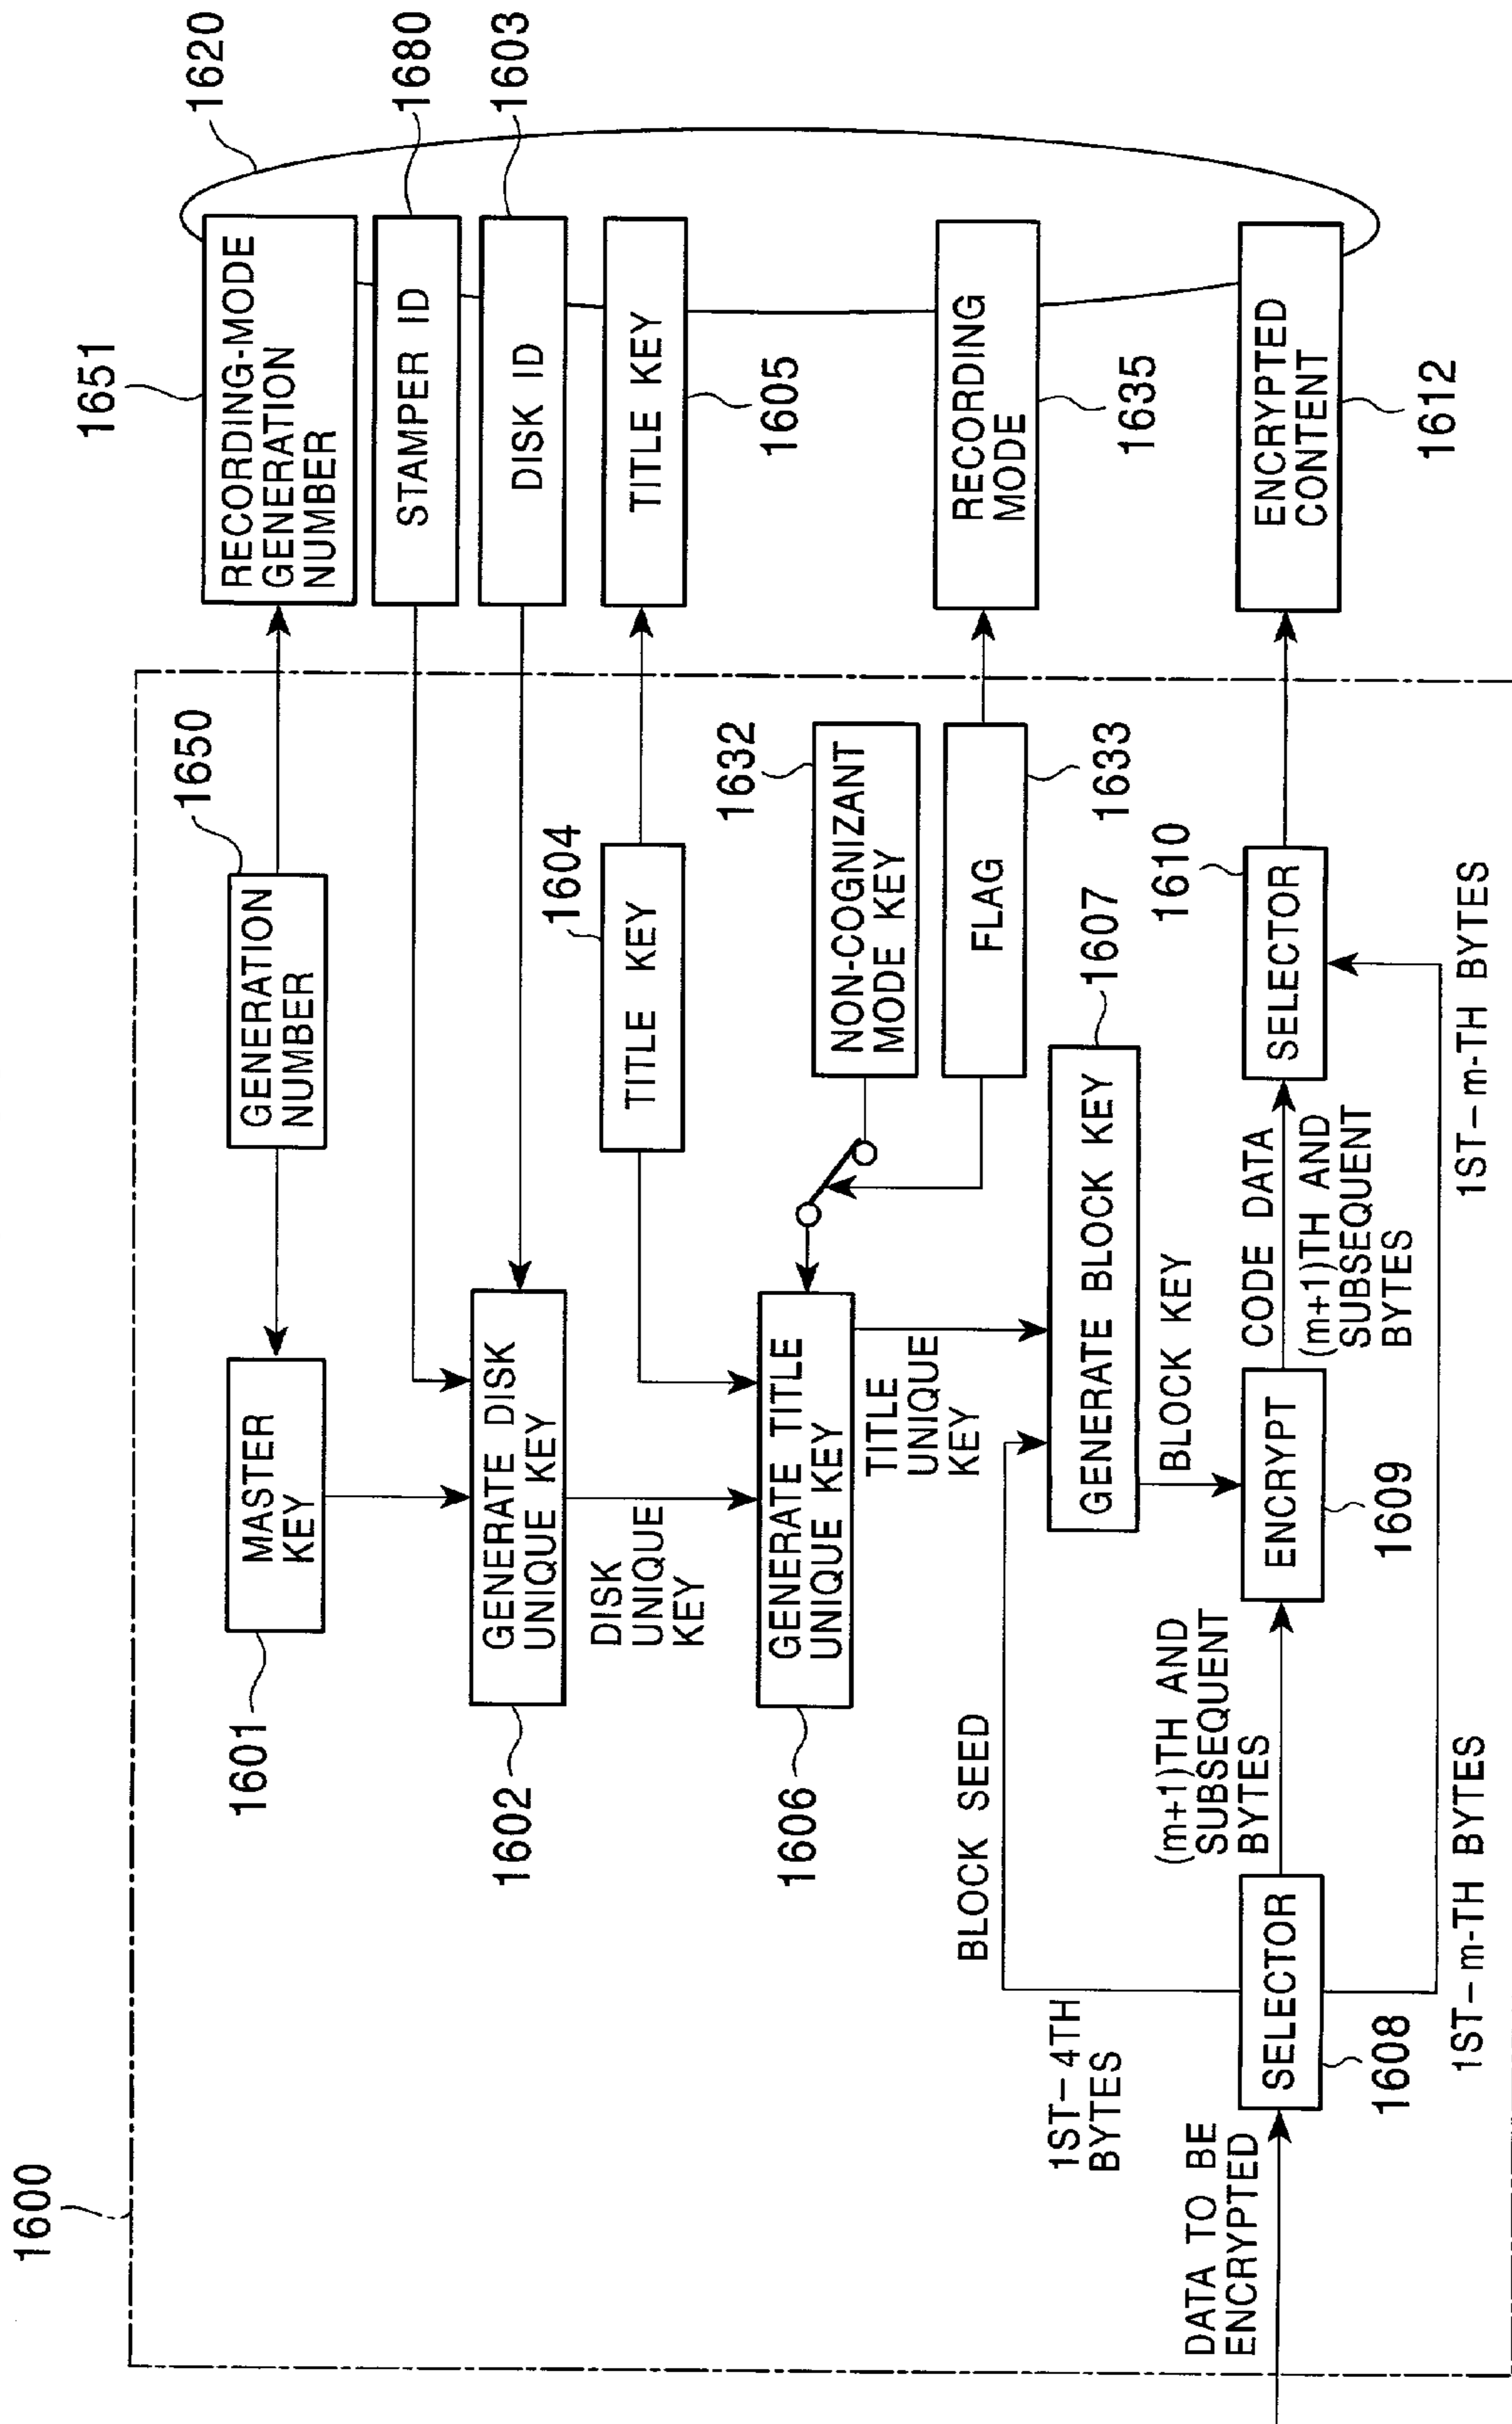 1600
1620
1651
RECORDING-MODE
GENERATION
NUMBER
1680
STAMPER ID
1603
DISK ID
TITLE KEY
1605
RECORDING
MODE
1635
ENCRYPTED
CONTENT
1612
1650
GENERATION
NUMBER
MASTER
KEY
1601
GENERATE DISK
UNIQUE KEY
1602
DISK
UNIQUE
KEY
1604
TITLE KEY
1632
NON-COGNIZANT
MODE KEY
FLAG
1633
GENERATE TITLE
UNIQUE KEY
1606
TITLE
UNIQUE
KEY
BLOCK SEED
GENERATE BLOCK KEY
1607
BLOCK KEY
1ST–4TH
BYTES
DATA TO BE
ENCRYPTED
SELECTOR
1608
(m+1)TH AND
SUBSEQUENT
BYTES
ENCRYPT
1609
CODE DATA
(m+1)TH AND
SUBSEQUENT
BYTES
SELECTOR
1610
1ST–m-TH BYTES
1ST–m-TH BYTES